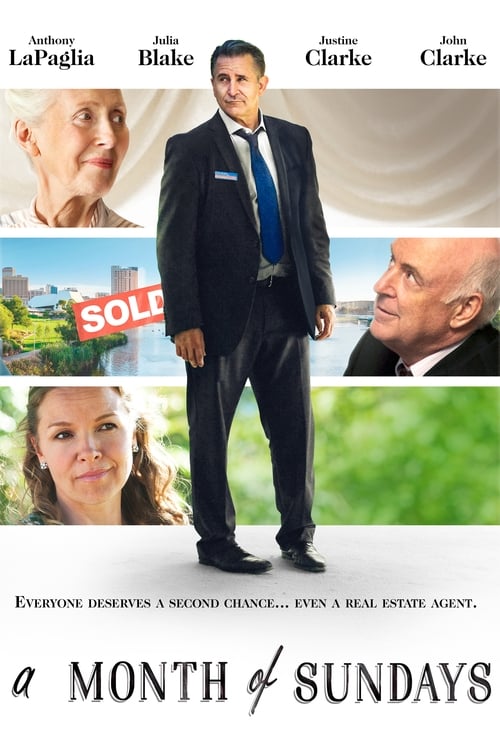 Anthony LaPaglia
Julia Blake
Justine Clarke
John Clarke
SOLD
EVERYONE DESERVES A SECOND CHANCE... EVEN A REAL ESTATE AGENT.
a MONTH of SUNDAYS